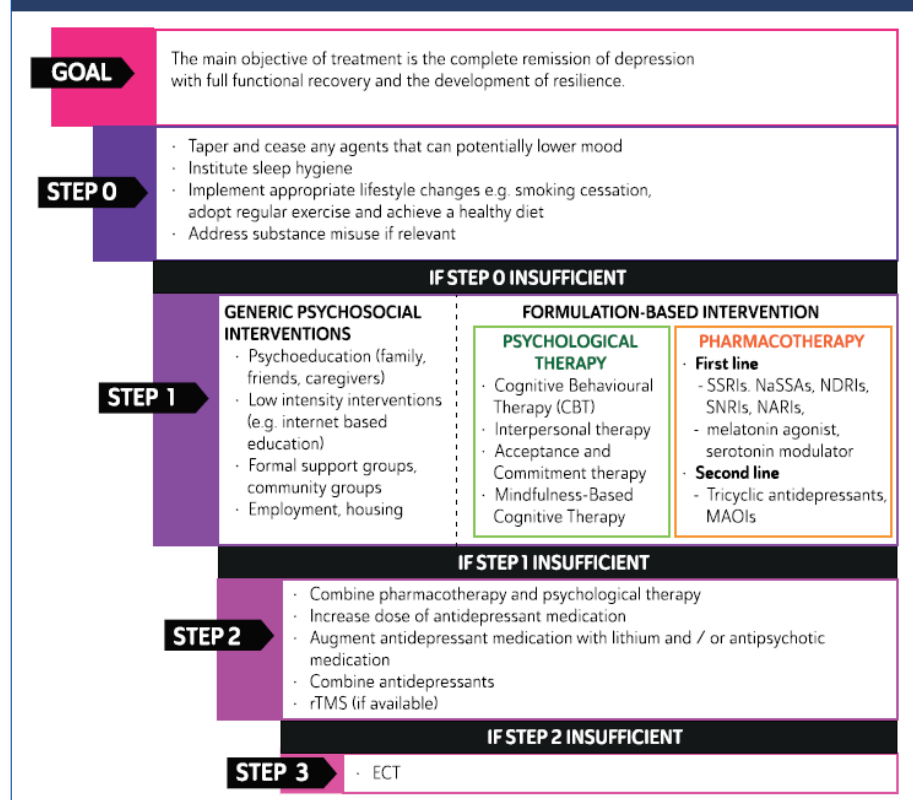 GOAL
The main objective of treatment is the complete remission of depression
with full functional recovery and the development of resilience.
STEP 0
· Taper and cease any agents that can potentially lower mood
· Institute sleep hygiene
· Implement appropriate lifestyle changes e.g. smoking cessation,
adopt regular exercise and achieve a healthy diet
· Address substance misuse if relevant
IF STEP 0 INSUFFICIENT
STEP 1
GENERIC PSYCHOSOCIAL
INTERVENTIONS
· Psychoeducation (family,
friends, caregivers)
· Low intensity interventions
(e.g. internet based
education)
· Formal support groups,
community groups
· Employment, housing
FORMULATION-BASED INTERVENTION
PSYCHOLOGICAL
THERAPY
· Cognitive Behavioural
Therapy (CBT)
· Interpersonal therapy
· Acceptance and
Commitment therapy
· Mindfulness-Based
Cognitive Therapy
PHARMACOTHERAPY
· First line
- SSRIs. NaSSAs, NDRIs,
SNRIs, NARIs,
- melatonin agonist,
serotonin modulator
· Second line
- Tricyclic antidepressants,
MAOIs
IF STEP 1 INSUFFICIENT
STEP 2
· Combine pharmacotherapy and psychological therapy
· Increase dose of antidepressant medication
· Augment antidepressant medication with lithium and / or antipsychotic
medication
· Combine antidepressants
· rTMS (if available)
IF STEP 2 INSUFFICIENT
STEP 3
· ECT